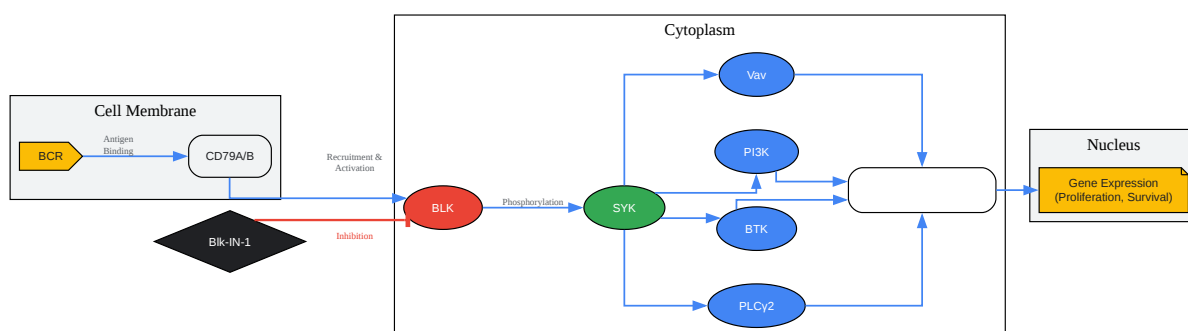 Cytoplasm
Cell Membrane
Nucleus
BCR
Antigen
Binding
CD79A/B
Recruitment &
Activation
BLK
Phosphorylation
SYK
Vav
PI3K
BTK
PLCγ2
Gene Expression
(Proliferation, Survival)
Blk-IN-1
Inhibition